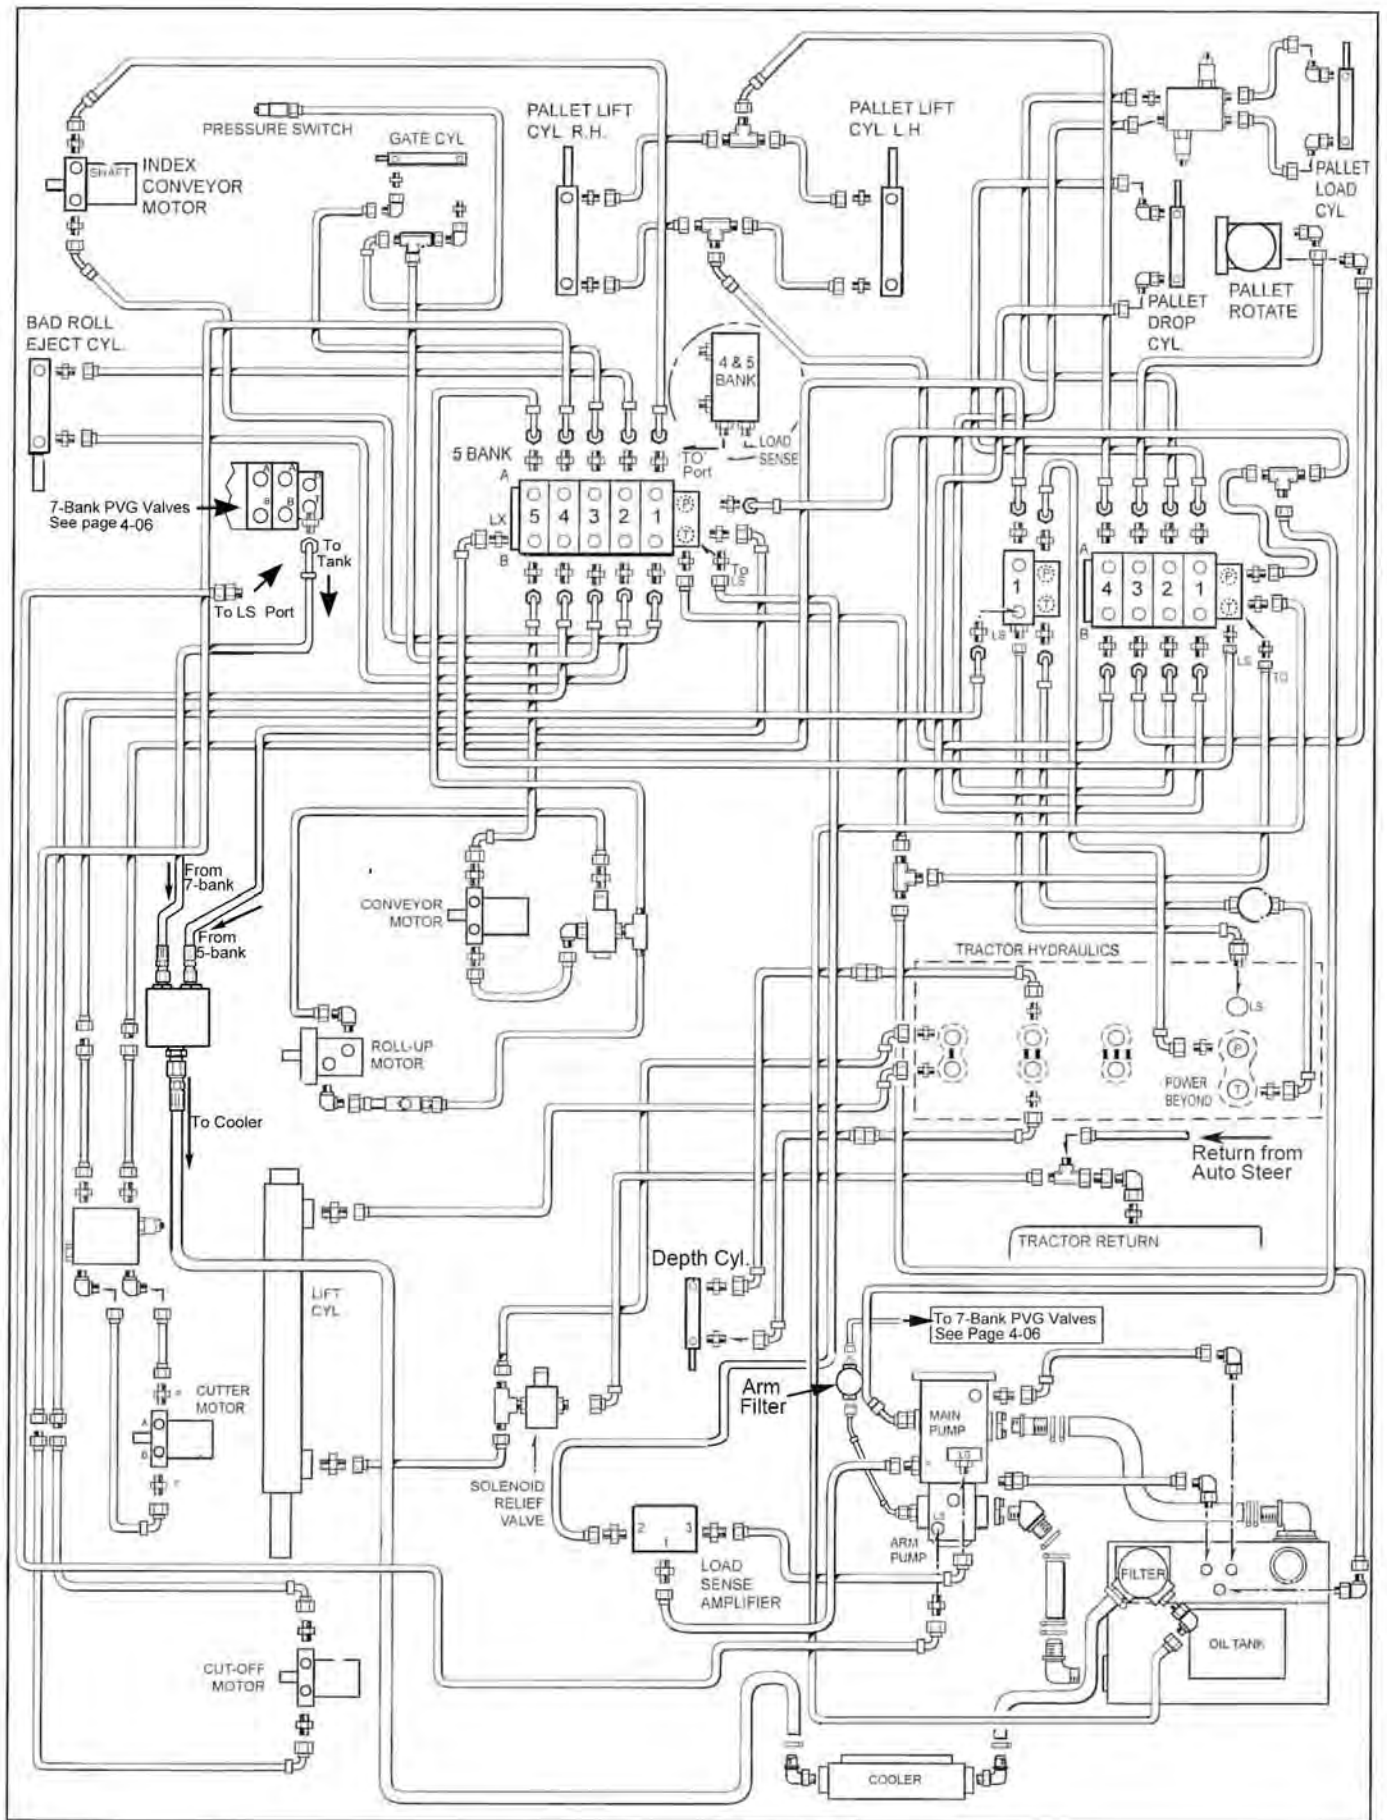 PRESSURE SWITCH
GATE CYL
PALLET LIFT
CYL R.H.
PALLET LIFT
CYL L.H.
SHAFT
INDEX
CONVEYOR
MOTOR
PALLET
LOAD
CYL
PALLET
ROTATE
PALLET
DROP
CYL.
BAD ROLL
EJECT CYL.
4 & 5
BANK
LOAD
SENSE
TO
Port
5 BANK
A
LX
B
5 4 3 2 1
P
T
To
LS
A A
B B
T
7-Bank PVG Valves
See page 4-06
To
Tank
To LS Port
1
P
T
LS
A
B
4 3 2 1
P
T
LS
TO
From
7-bank
From
5-bank
To Cooler
CONVEYOR
MOTOR
ROLL-UP
MOTOR
TRACTOR HYDRAULICS
LS
P
T
POWER
BEYOND
Return from
Auto Steer
TRACTOR RETURN
Depth Cyl.
LIFT
CYL
To 7-Bank PVG Valves
See Page 4-06
Arm
Filter
MAIN
PUMP
LS
LS
ARM
PUMP
CUTTER
MOTOR
A
B
SOLENOID
RELIEF
VALVE
2 3
1
LOAD
SENSE
AMPLIFIER
FILTER
OIL TANK
CUT-OFF
MOTOR
COOLER